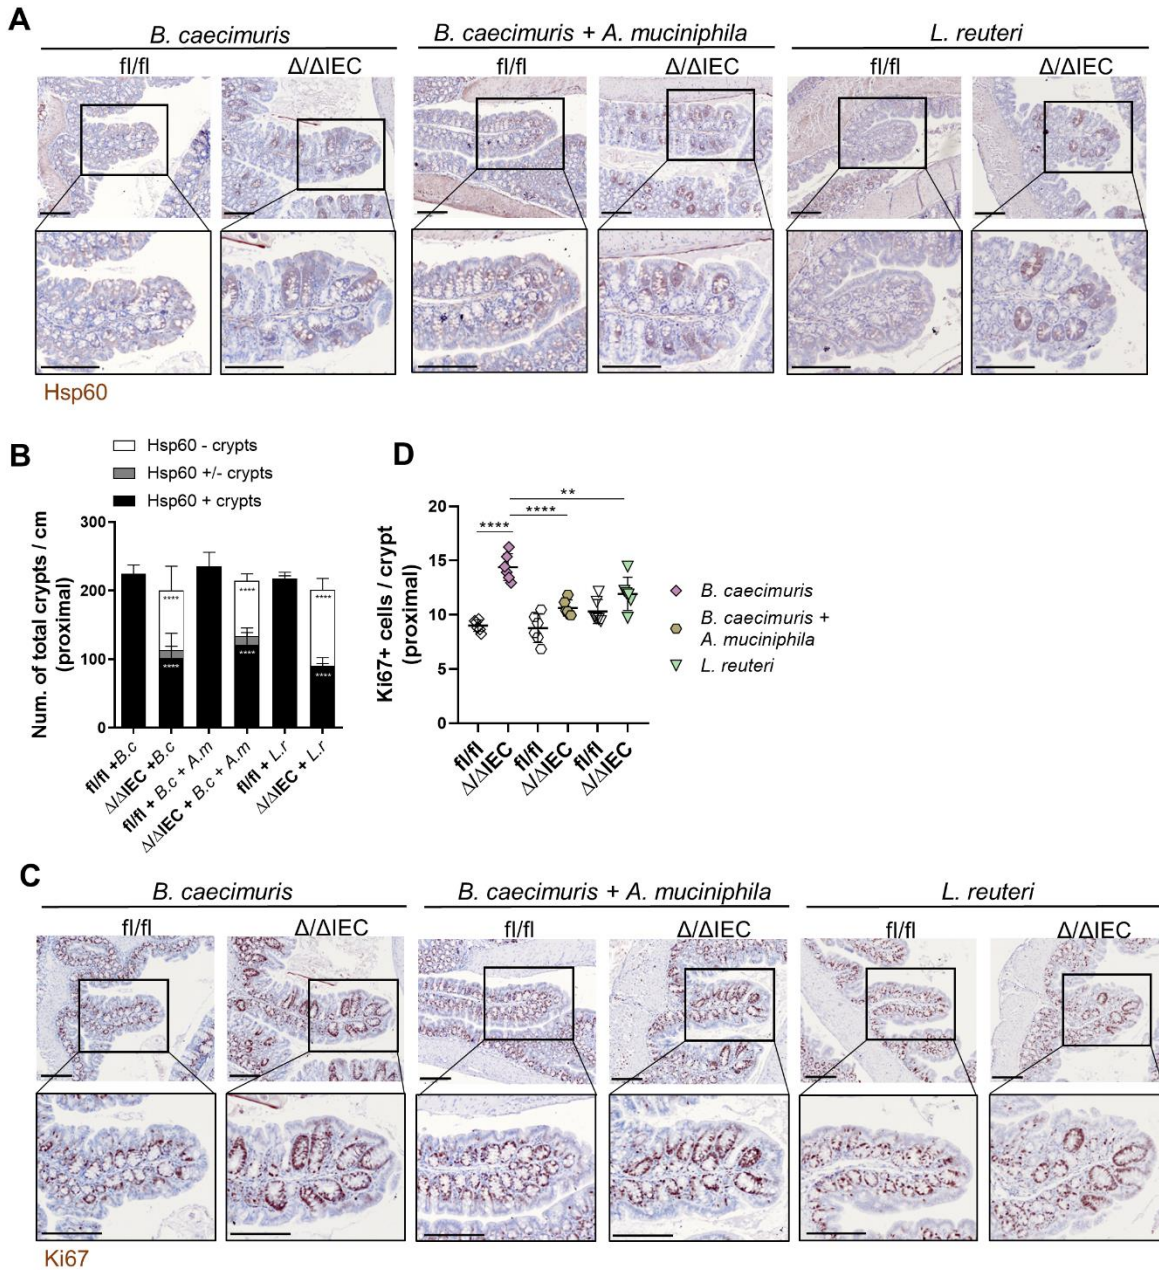 A
B. caecimuris
B. caecimuris + A. muciniphila
L. reuteri
fl/fl
Δ/ΔIEC
fl/fl
Δ/ΔIEC
fl/fl
Δ/ΔIEC
Hsp60
B
Hsp60 - crypts
Hsp60 +/- crypts
Hsp60 + crypts
Num. of total crypts / cm
(proximal)
300
200
100
0
****
****
****
****
****
****
fl/fl +B.c
Δ/ΔIEC +B.c
fl/fl + B.c + A.m
Δ/ΔIEC + B.c + A.m
fl/fl + L.r
Δ/ΔIEC + L.r
D
Ki67+ cells / crypt
(proximal)
20
15
10
5
0
**
****
****
fl/fl
Δ/ΔIEC
fl/fl
Δ/ΔIEC
fl/fl
Δ/ΔIEC
B. caecimuris
B. caecimuris +
A. muciniphila
L. reuteri
C
B. caecimuris
B. caecimuris + A. muciniphila
L. reuteri
fl/fl
Δ/ΔIEC
fl/fl
Δ/ΔIEC
fl/fl
Δ/ΔIEC
Ki67